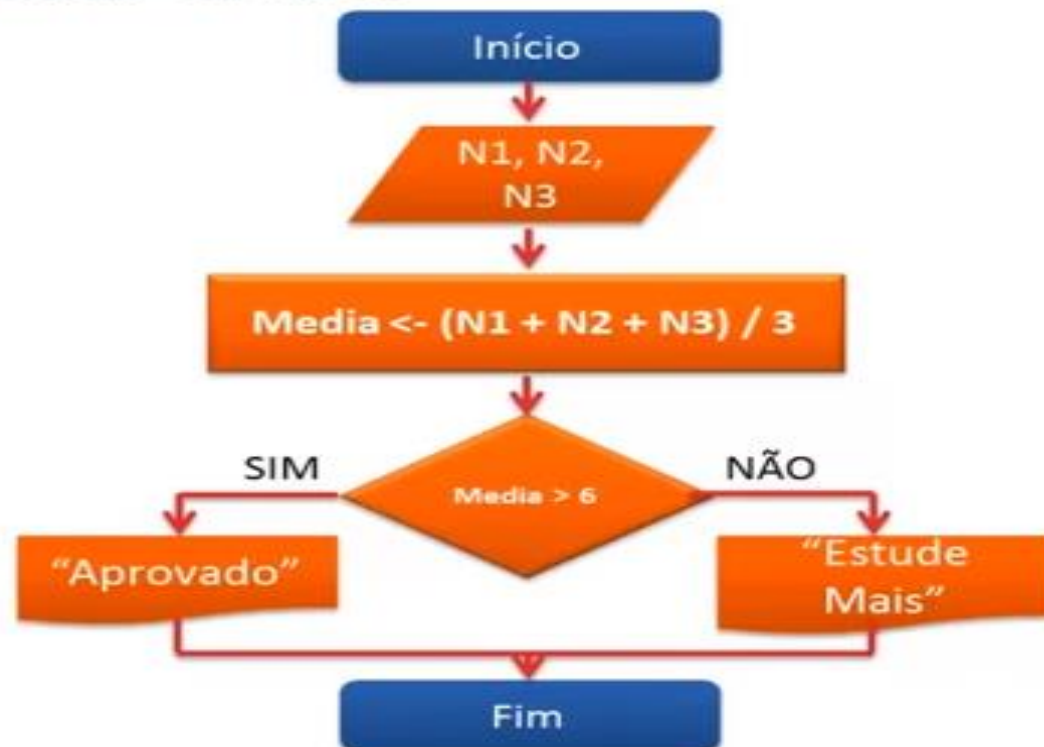 Início
N1, N2,
N3
Media <- (N1 + N2 + N3) / 3
SIM
NÃO
Media > 6
“Aprovado”
“Estude
Mais”
Fim